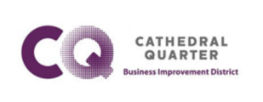 CQ
CATHEDRAL
QUARTER
Business Improvement District